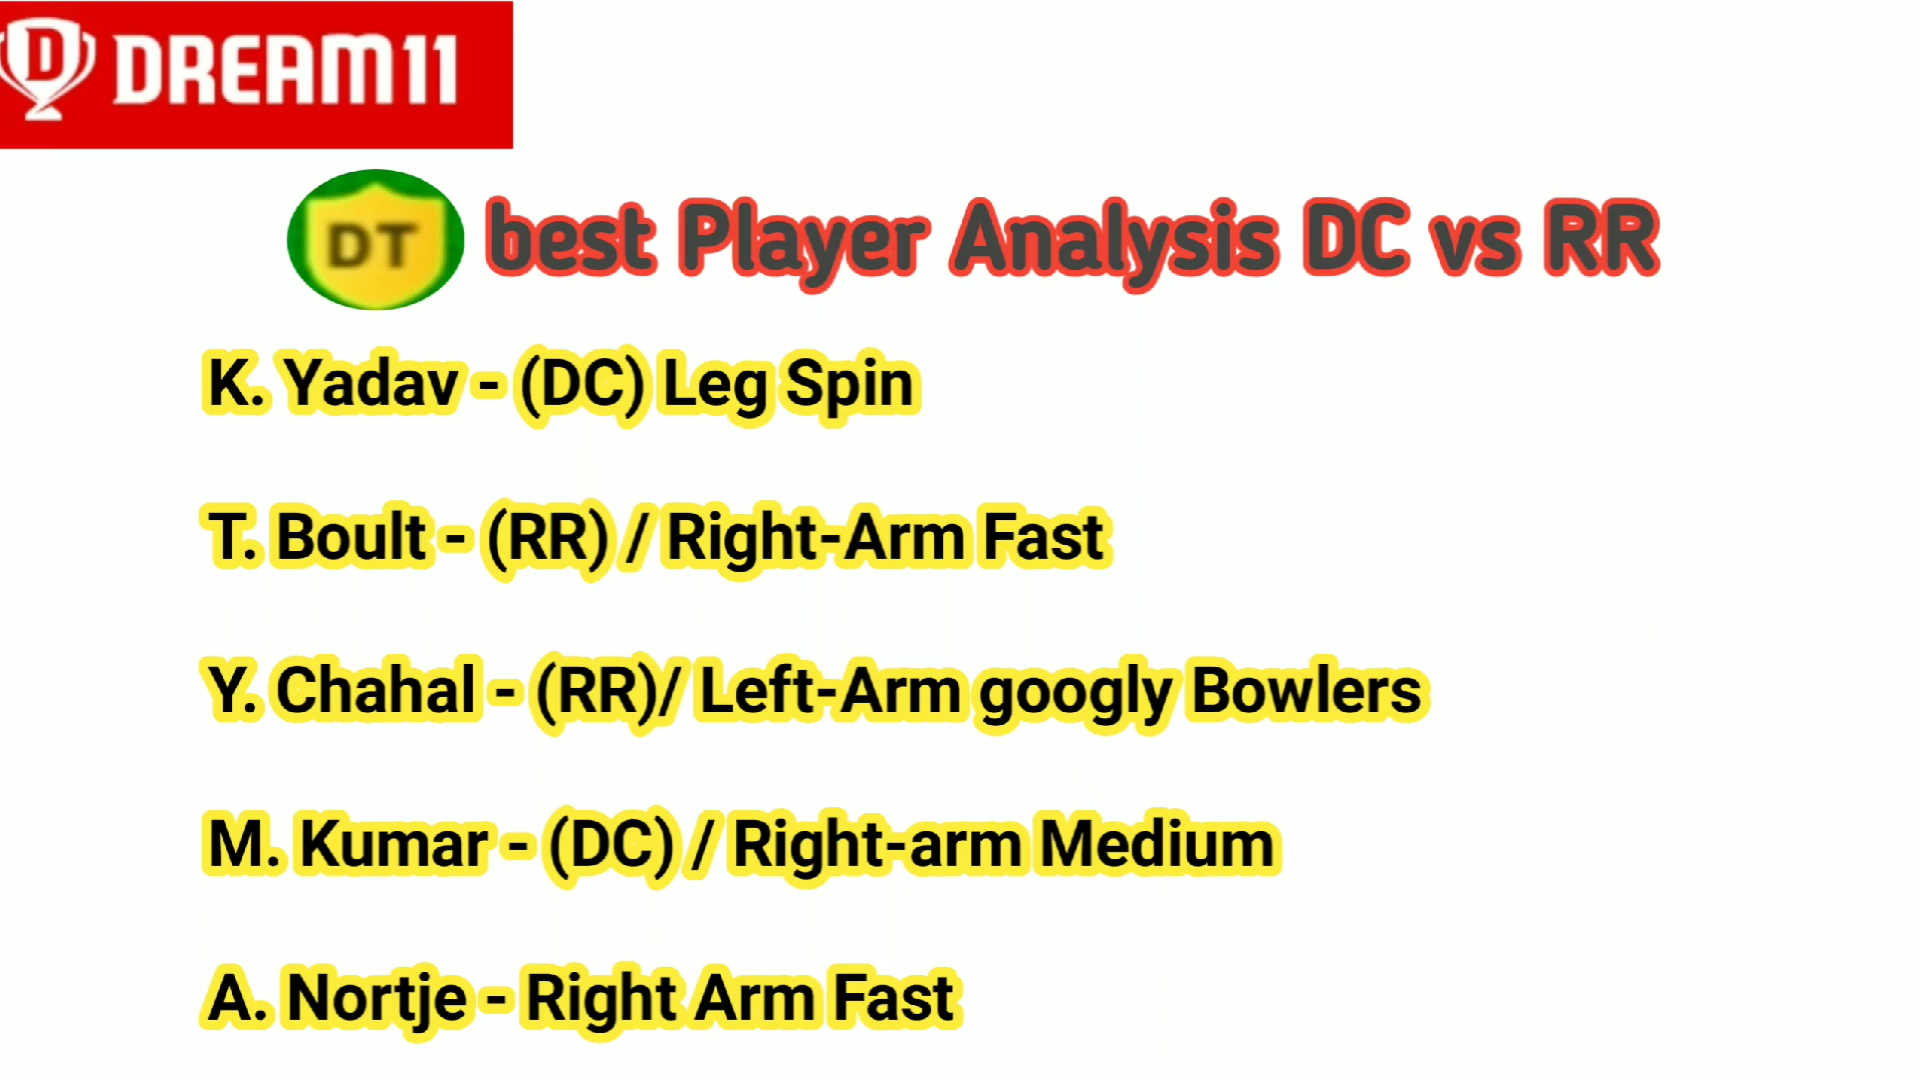 D DREAM11
DT best Player Analysis DC vs RR
K. Yadav - (DC) Leg Spin
T. Boult - (RR) / Right-Arm Fast
Y. Chahal - (RR)/ Left-Arm googly Bowlers
M. Kumar - (DC) / Right-arm Medium
A. Nortje - Right Arm Fast